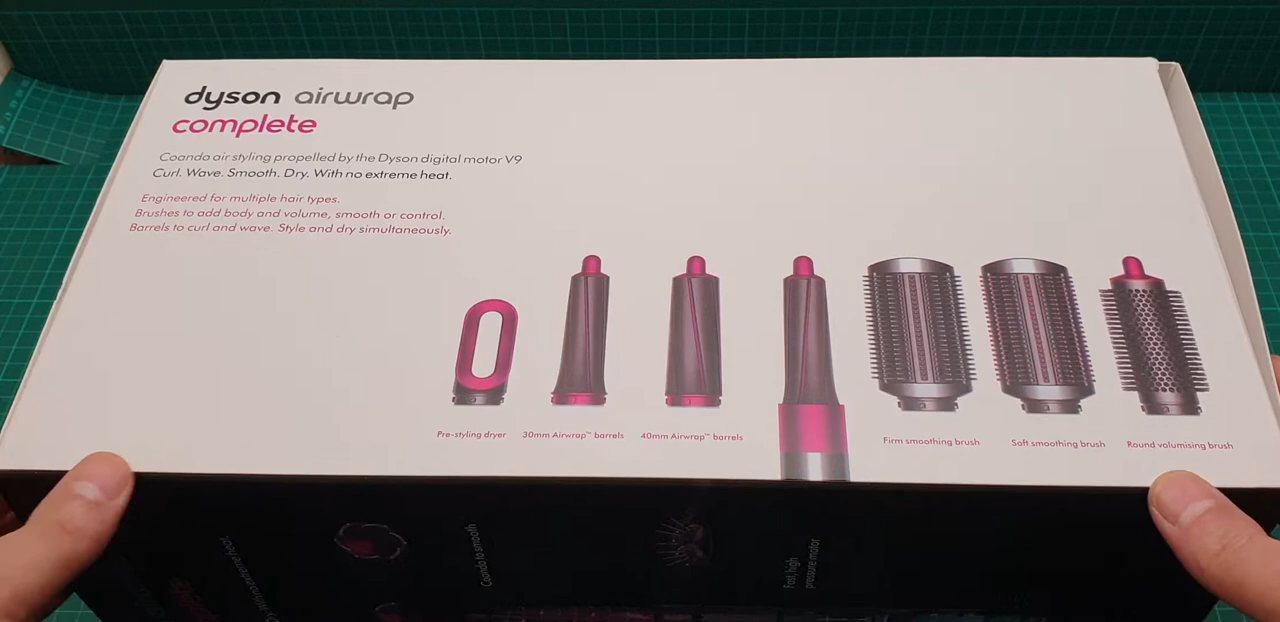 dyson airwrap
complete
Coanda air styling propelled by the Dyson digital motor V9
Curl. Wave. Smooth. Dry. With no extreme heat.
Engineered for multiple hair types.
Brushes to add body and volume, smooth or control.
Barrels to curl and wave. Style and dry simultaneously.
Pre-styling dryer
30mm Airwrap™ barrels
40mm Airwrap™ barrels
Firm smoothing brush
Soft smoothing brush
Round volumising brush
Coanda to smooth
Fast, high
pressure motor